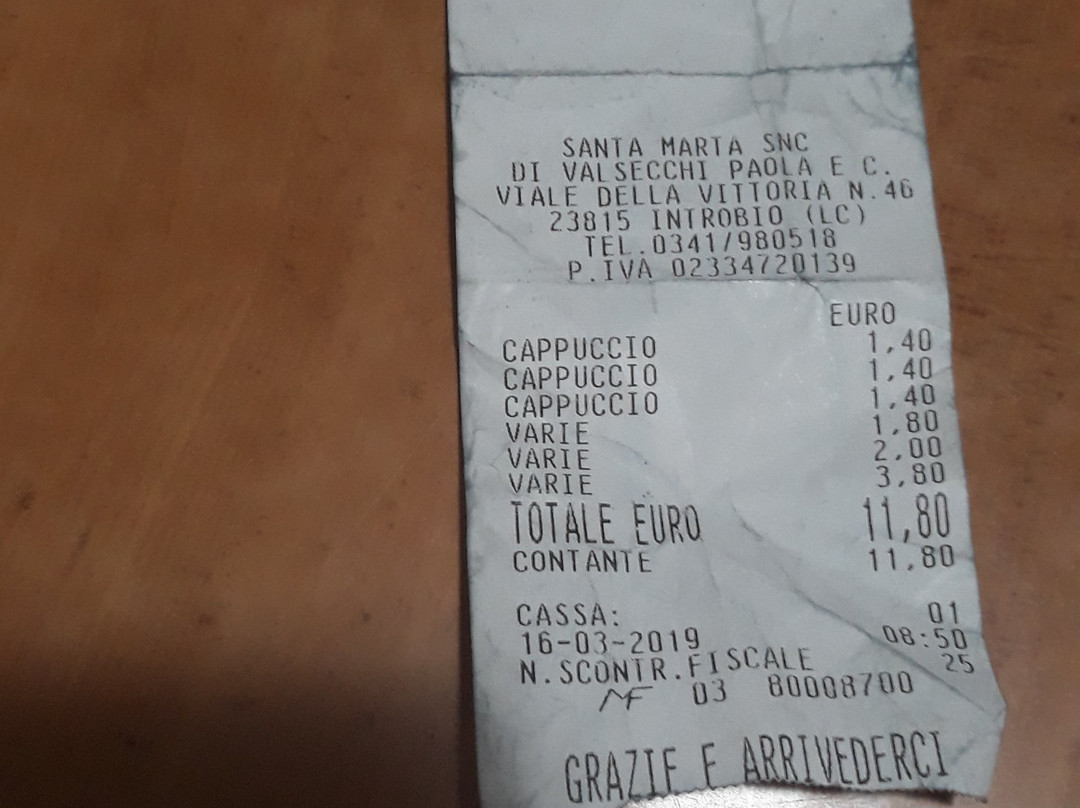 SANTA MARTA SNC
DI VALSECCHI PAOLA E C.
VIALE DELLA VITTORIA N.46
23815 INTROBIO (LC)
TEL.0341/980518
P.IVA 02334720139
EURO
CAPPUCCIO 1,40
CAPPUCCIO 1,40
CAPPUCCIO 1,40
VARIE 1,80
VARIE 2,00
VARIE 3,80
TOTALE EURO 11,80
CONTANTE 11,80
CASSA: 01
16-03-2019 08:50
N.SCONTR.FISCALE 25
MF 03 80008700
GRAZIE E ARRIVEDERCI